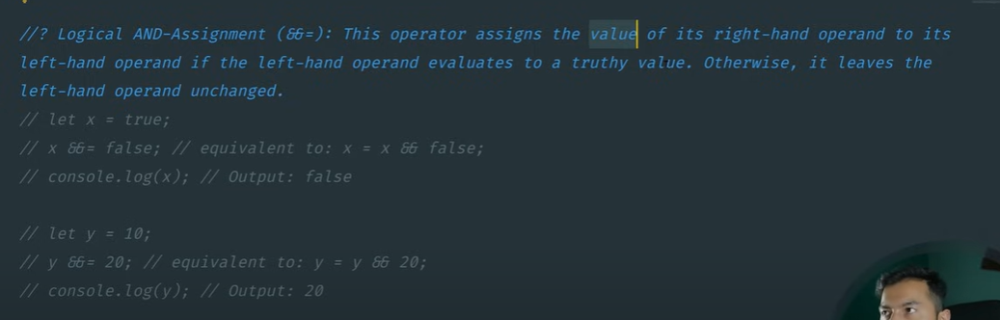 //? Logical AND-Assignment (&&=): This operator assigns the value of its right-hand operand to its
left-hand operand if the left-hand operand evaluates to a truthy value. Otherwise, it leaves the
left-hand operand unchanged.
// let x = true;
// x &&= false; // equivalent to: x = x && false;
// console.log(x); // Output: false
// let y = 10;
// y &&= 20; // equivalent to: y = y && 20;
// console.log(y); // Output: 20